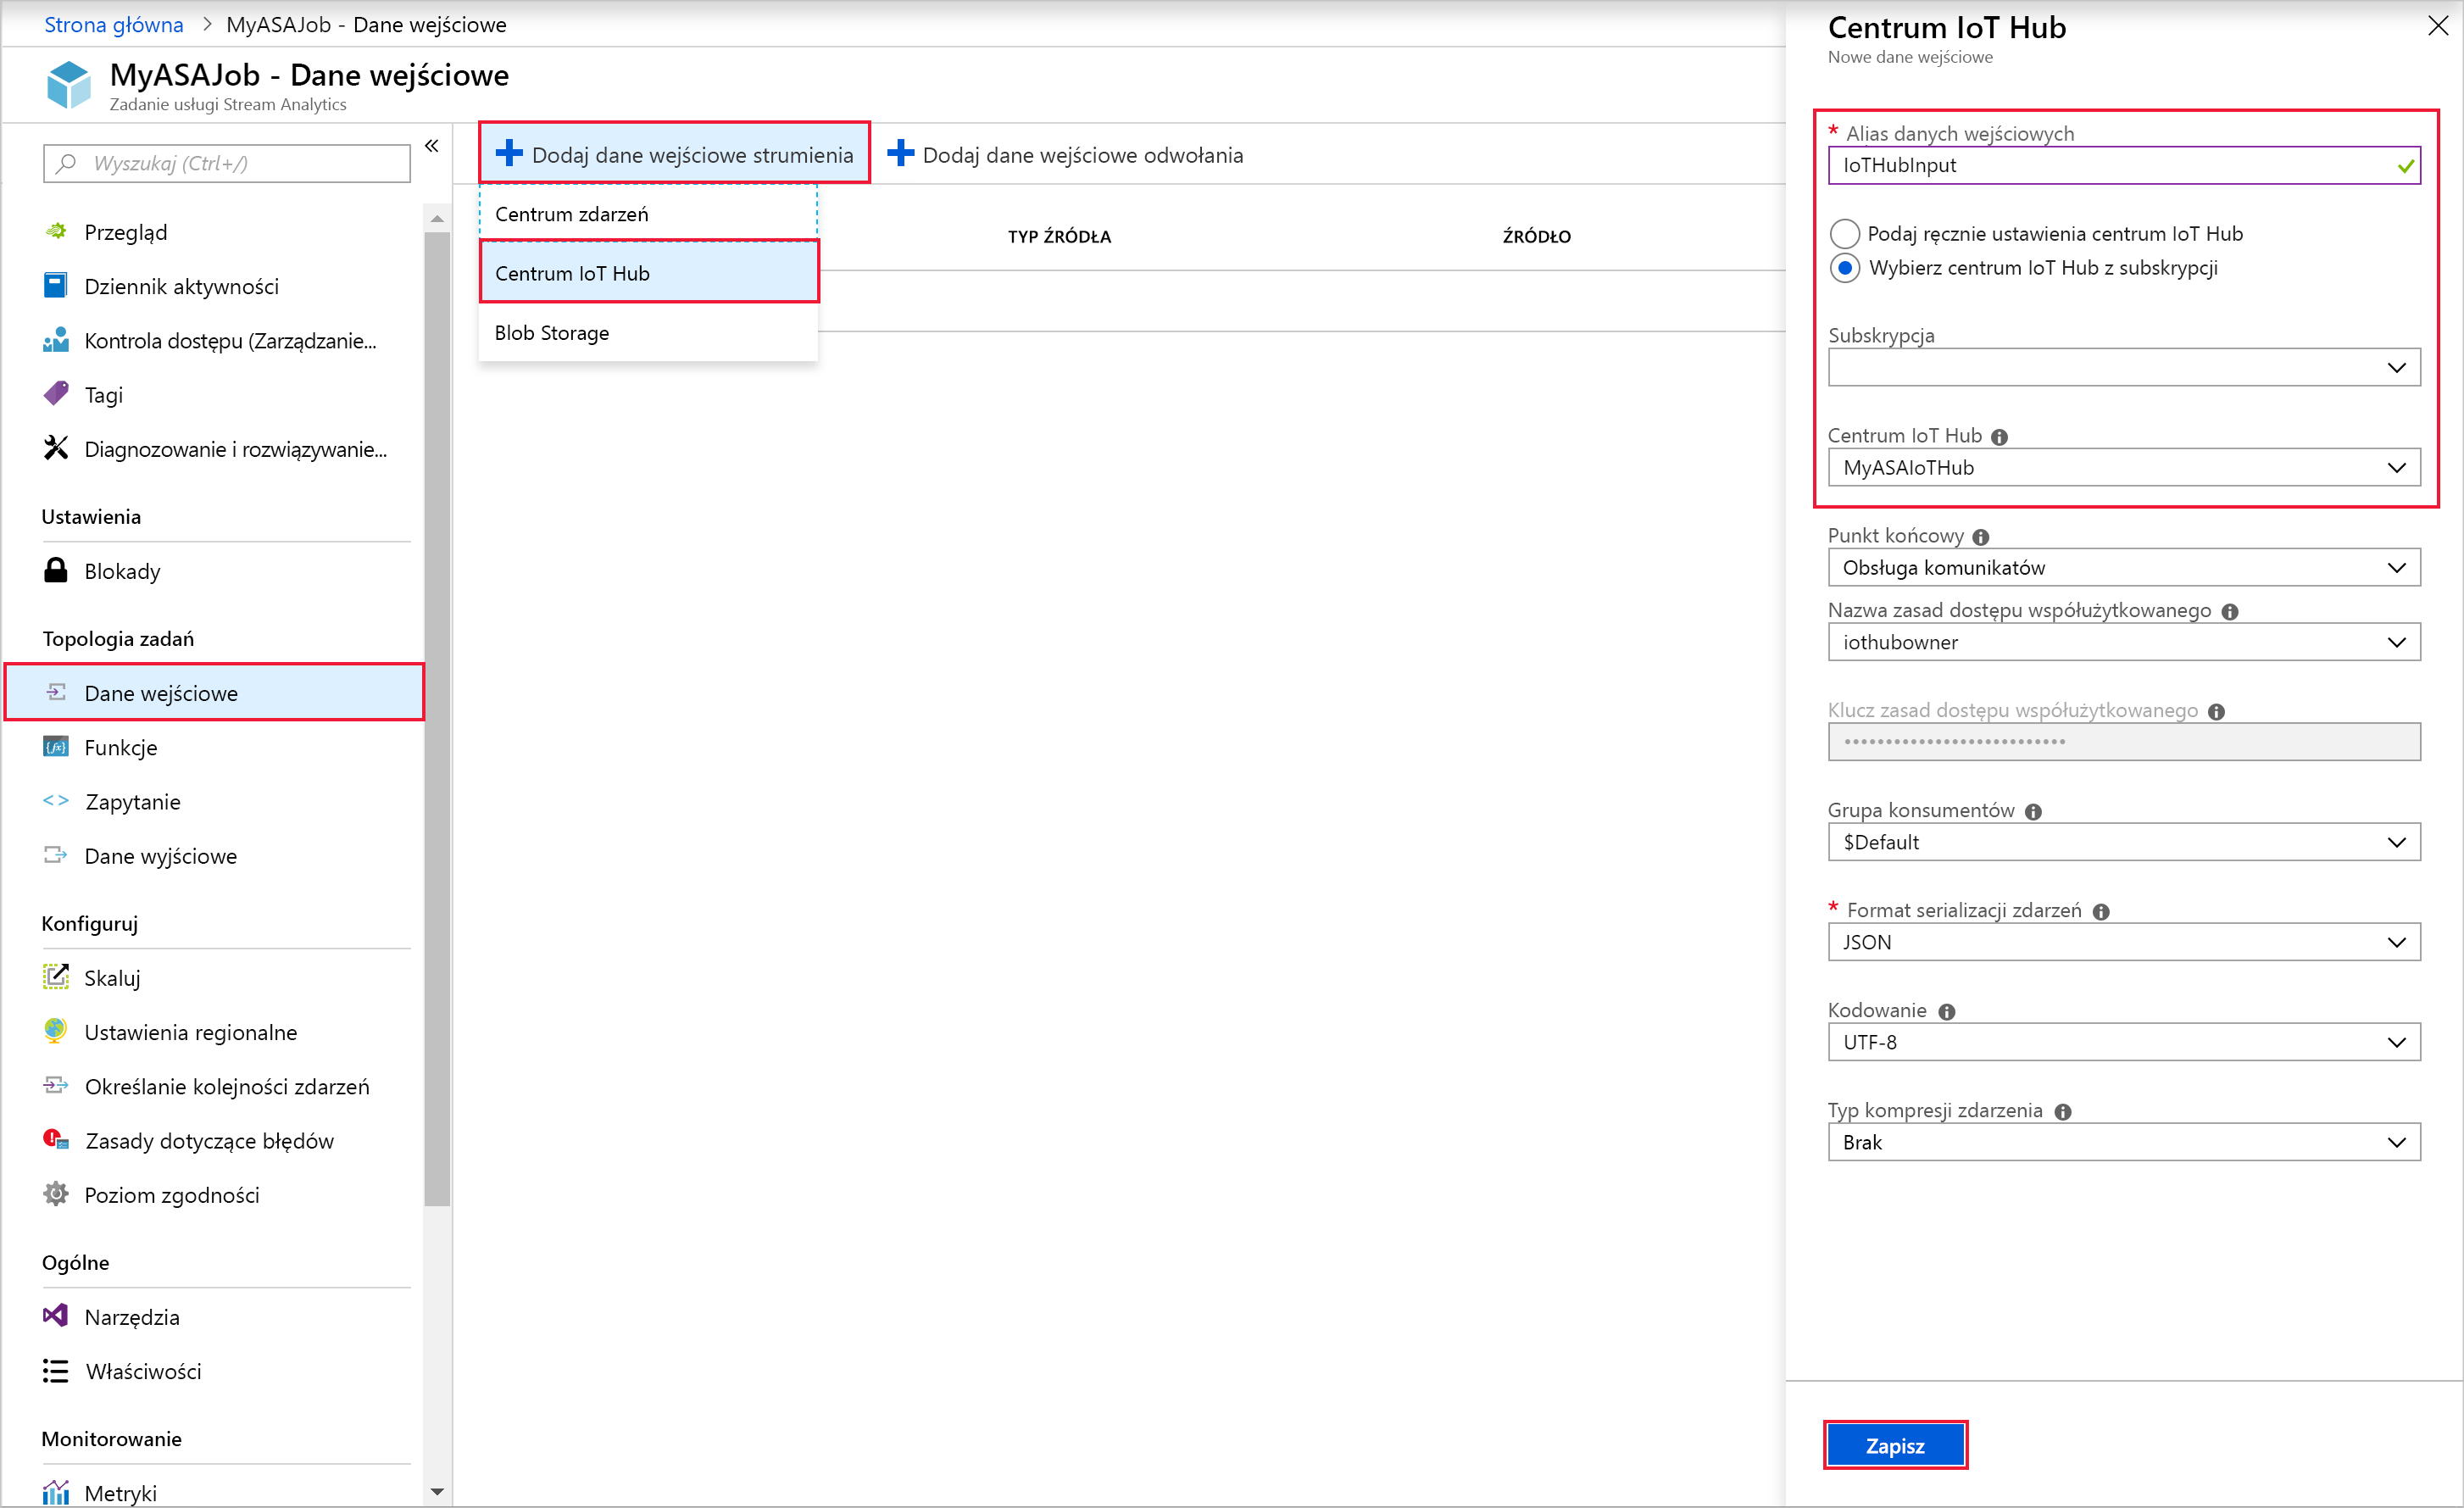 Strona główna > MyASAJob - Dane wejściowe
MyASAJob - Dane wejściowe
Zadanie usługi Stream Analytics
Wyszukaj (Ctrl+/)
«
Przegląd
Dziennik aktywności
Kontrola dostępu (Zarządzanie...
Tagi
Diagnozowanie i rozwiązywanie...
Ustawienia
Blokady
Topologia zadań
Dane wejściowe
Funkcje
Zapytanie
Dane wyjściowe
Konfiguruj
Skaluj
Ustawienia regionalne
Określanie kolejności zdarzeń
Zasady dotyczące błędów
Poziom zgodności
Ogólne
Narzędzia
Właściwości
Monitorowanie
Metryki
Dodaj dane wejściowe strumienia
Dodaj dane wejściowe odwołania
Centrum zdarzeń
Centrum IoT Hub
Blob Storage
TYP ŹRÓDŁA
ŹRÓDŁO
Centrum IoT Hub
Nowe dane wejściowe
* Alias danych wejściowych
IoTHubInput
Podaj ręcznie ustawienia centrum IoT Hub
Wybierz centrum IoT Hub z subskrypcji
Subskrypcja
Centrum IoT Hub
MyASAIoTHub
Punkt końcowy
Obsługa komunikatów
Nazwa zasad dostępu współużytkowanego
iothubowner
Klucz zasad dostępu współużytkowanego
•••••••••••••••••••••••••••
Grupa konsumentów
$Default
* Format serializacji zdarzeń
JSON
Kodowanie
UTF-8
Typ kompresji zdarzenia
Brak
Zapisz